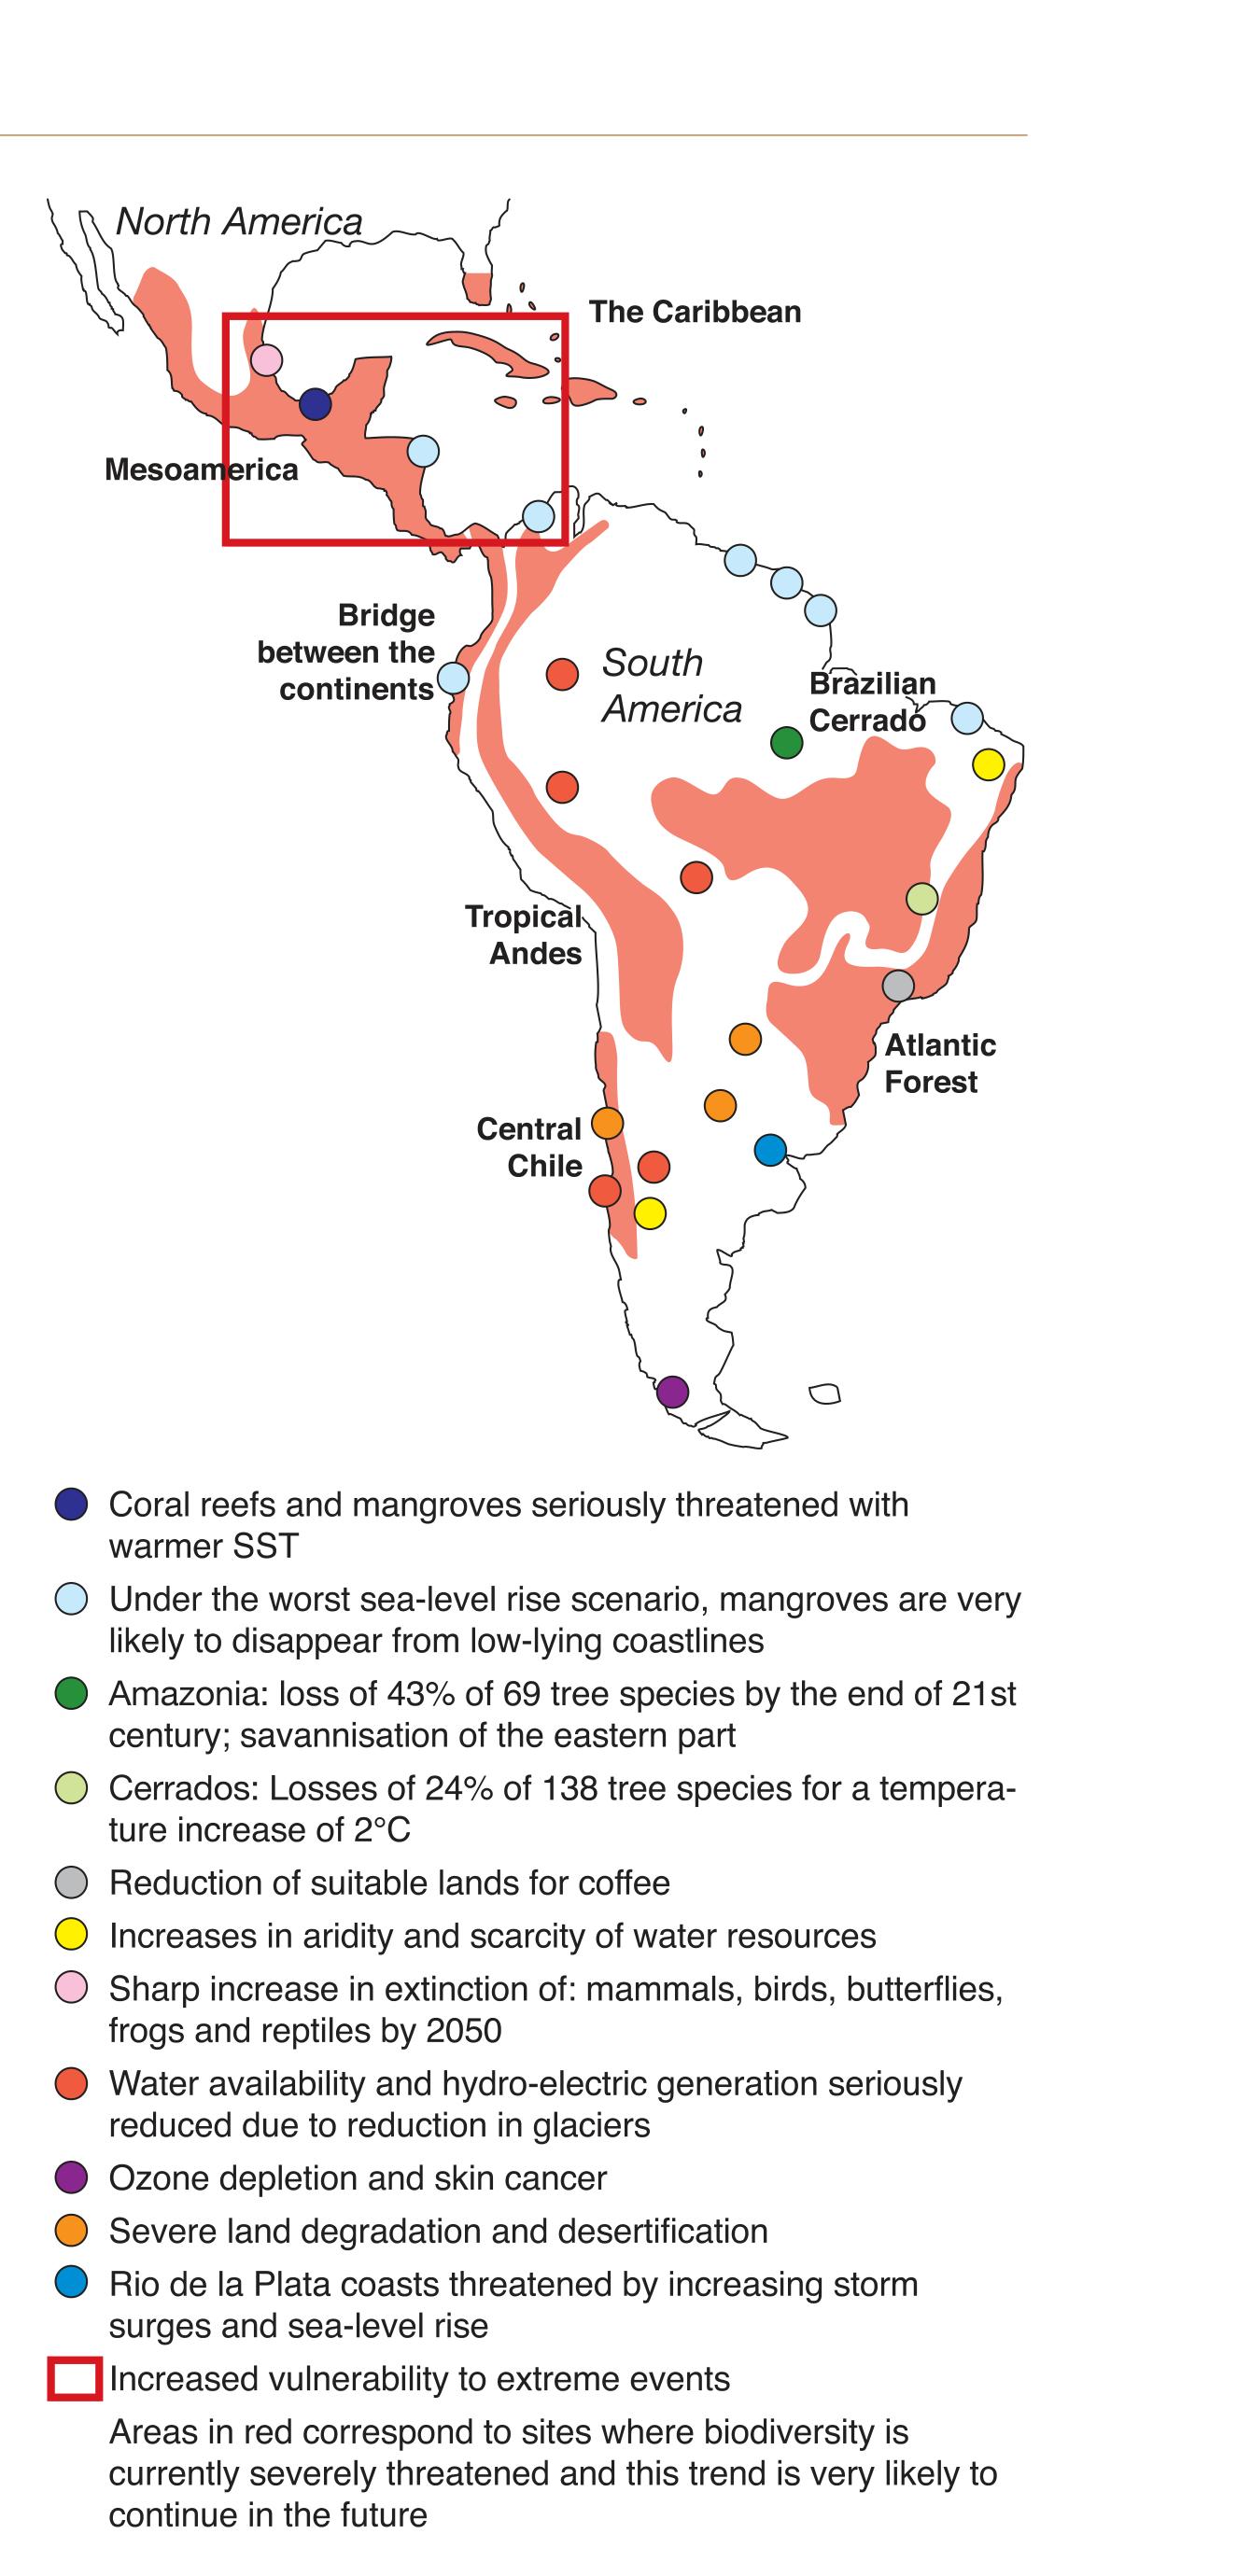 North America
The Caribbean
Mesoamerica
Bridge
between the
continents
South
America
Brazilian
Cerrado
Tropical
Andes
Atlantic
Forest
Central
Chile
Coral reefs and mangroves seriously threatened with
warmer SST
Under the worst sea-level rise scenario, mangroves are very
likely to disappear from low-lying coastlines
Amazonia: loss of 43% of 69 tree species by the end of 21st
century; savannisation of the eastern part
Cerrados: Losses of 24% of 138 tree species for a tempera-
ture increase of 2°C
Reduction of suitable lands for coffee
Increases in aridity and scarcity of water resources
Sharp increase in extinction of: mammals, birds, butterflies,
frogs and reptiles by 2050
Water availability and hydro-electric generation seriously
reduced due to reduction in glaciers
Ozone depletion and skin cancer
Severe land degradation and desertification
Rio de la Plata coasts threatened by increasing storm
surges and sea-level rise
Increased vulnerability to extreme events
Areas in red correspond to sites where biodiversity is
currently severely threatened and this trend is very likely to
continue in the future